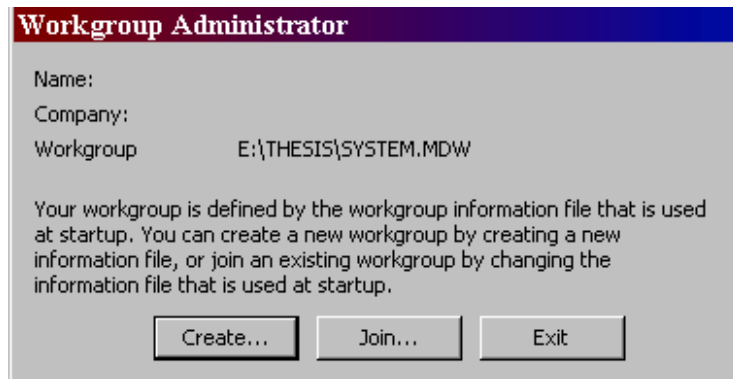 Workgroup Administrator
Name:
Company:
Workgroup E:\THESIS\SYSTEM.MDW
Your workgroup is defined by the workgroup information file that is used
at startup. You can create a new workgroup by creating a new
information file, or join an existing workgroup by changing the
information file that is used at startup.
Create... Join... Exit